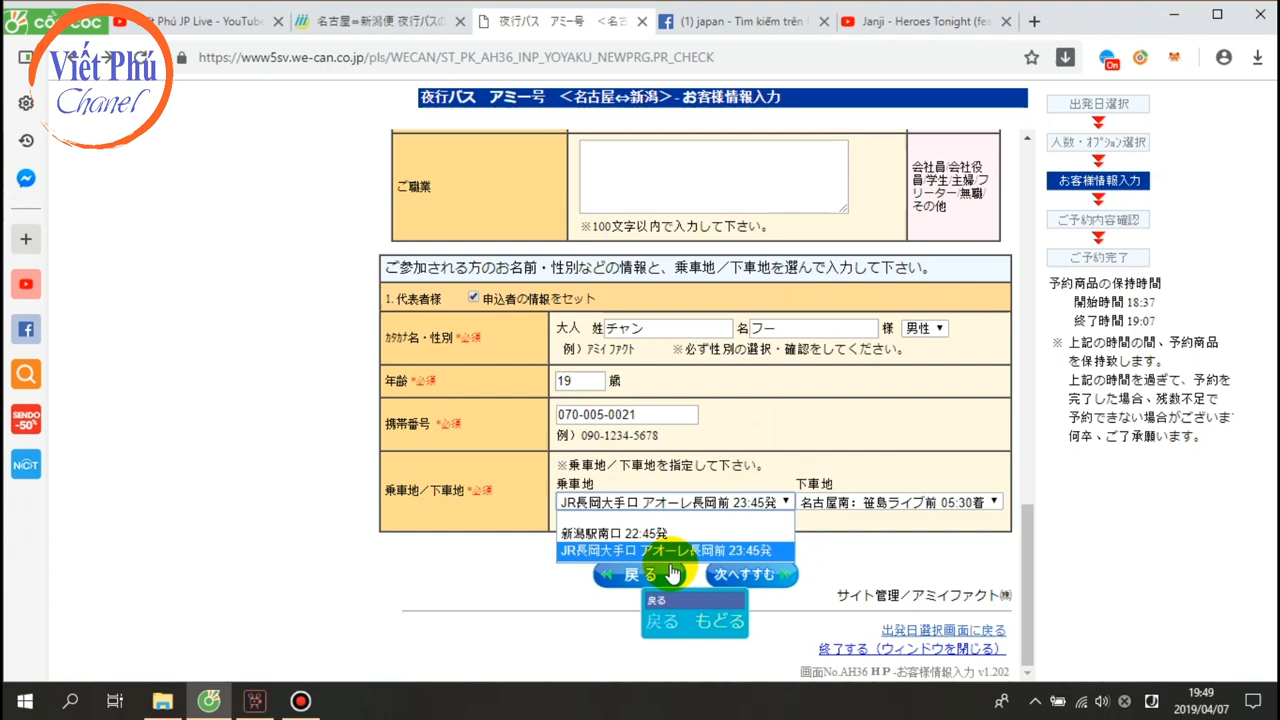 CỐC CỐC
Việt Phú
Chanel
t Phú JP Live - YouTube
名古屋=新潟便 夜行バスの
夜行バス アミー号 <名古
(1) japan - Tìm kiếm trên
Janji - Heroes Tonight (fea
https://www5sv.we-can.co.jp/pls/WECAN/ST_PK_AH36_INP_YOYAKU_NEWPRG.PR_CHECK
On
夜行バス アミー号 <名古屋⇔新潟> - お客様情報入力
ご職業
※100文字以内で入力して下さい。
会社員/会社役
員/学生/主婦/フ
リーター/無職/
その他
ご参加される方のお名前・性別などの情報と、乗車地/下車地を選んで入力して下さい。
1. 代表者様 申込者の情報をセット
カタカナ名・性別 *必須
大人 姓 チャン 名 フー 様 男性
例)アミイ ファクト ※必ず性別の選択・確認をしてください。
年齢 *必須
19 歳
携帯番号 *必須
070-005-0021
例)090-1234-5678
乗車地/下車地 *必須
※乗車地/下車地を指定して下さい。
乗車地 下車地
JR長岡大手口 アオーレ長岡前 23:45発 名古屋南: 笹島ライブ前 05:30着
新潟駅南口 22:45発
JR長岡大手口 アオーレ長岡前 23:45発
戻る 次へすすむ
戻る
戻る もどる
サイト管理/アミイファクト㈱
出発日選択画面に戻る
終了する(ウィンドウを閉じる)
画面No.AH36 HP -お客様情報入力 v1.202
出発日選択
人数・オプション選択
お客様情報入力
ご予約内容確認
ご予約完了
予約商品の保持時間
開始時間 18:37
終了時間 19:07
※ 上記の時間の間、予約商品
を保持致します。
上記の時間を過ぎて、予約を
完了した場合、残数不足で
予約できない場合がございま
何卒、ご了承願います。
SENDO
-50%
NCT
19:49
2019/04/07